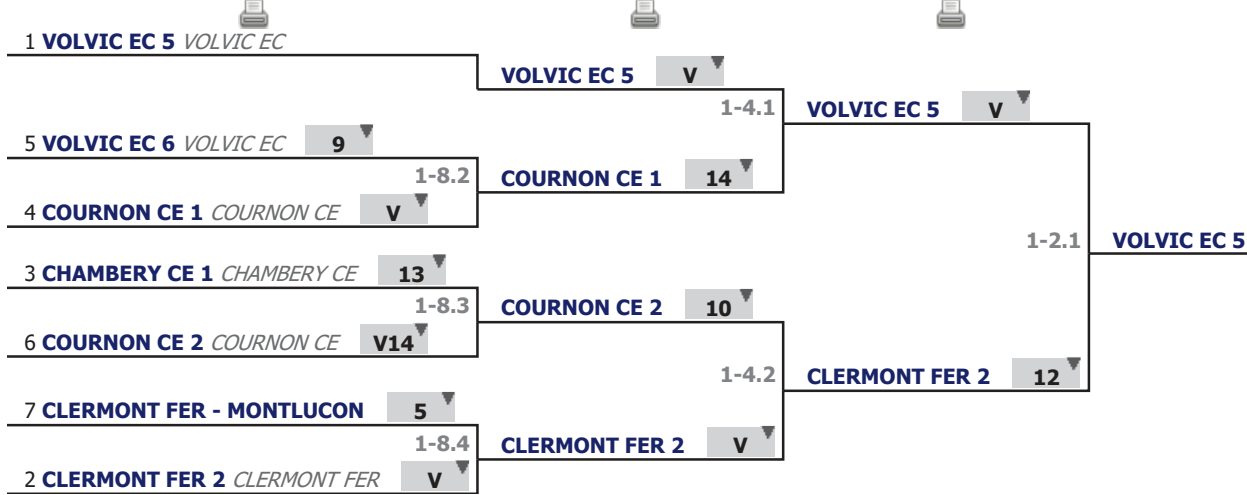 1 VOLVIC EC 5 VOLVIC EC
VOLVIC EC 5 V
1-4.1
VOLVIC EC 5 V
5 VOLVIC EC 6 VOLVIC EC 9
1-8.2
COURNON CE 1 14
4 COURNON CE 1 COURNON CE V
1-2.1
VOLVIC EC 5
3 CHAMBERY CE 1 CHAMBERY CE 13
1-8.3
COURNON CE 2 10
6 COURNON CE 2 COURNON CE V14
1-4.2
CLERMONT FER 2 12
7 CLERMONT FER - MONTLUCON 5
1-8.4
CLERMONT FER 2 V
2 CLERMONT FER 2 CLERMONT FER V